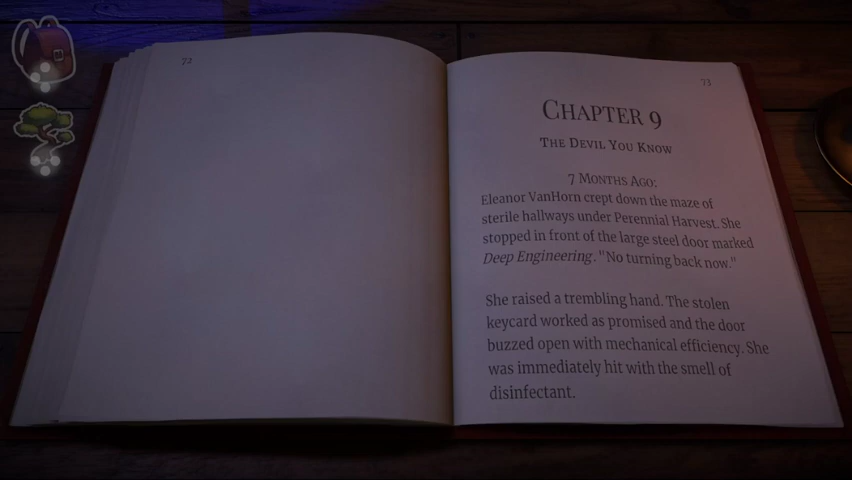 72
73
Chapter 9
The Devil You Know
7 Months Ago:
Eleanor VanHorn crept down the maze of
sterile hallways under Perennial Harvest. She
stopped in front of the large steel door marked
Deep Engineering. "No turning back now."
She raised a trembling hand. The stolen
keycard worked as promised and the door
buzzed open with mechanical efficiency. She
was immediately hit with the smell of
disinfectant.